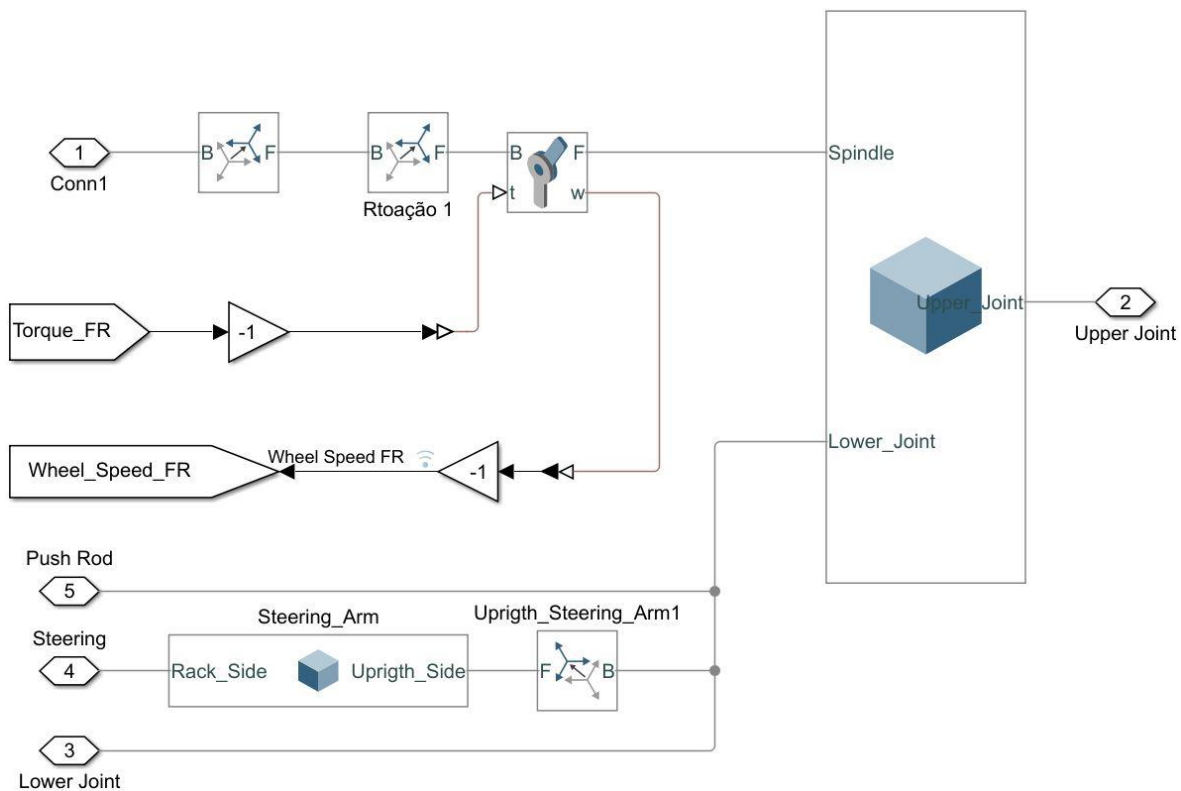 B F
B F
B F
1
Conn1
Spindle
t w
Rtoação 1
Torque_FR
-1
Upper_Joint
2
Upper Joint
Lower_Joint
Wheel Speed FR
Wheel_Speed_FR
-1
Push Rod
5
Steering_Arm
Uprigth_Steering_Arm1
Steering
4
Rack_Side
Uprigth_Side
F B
3
Lower Joint